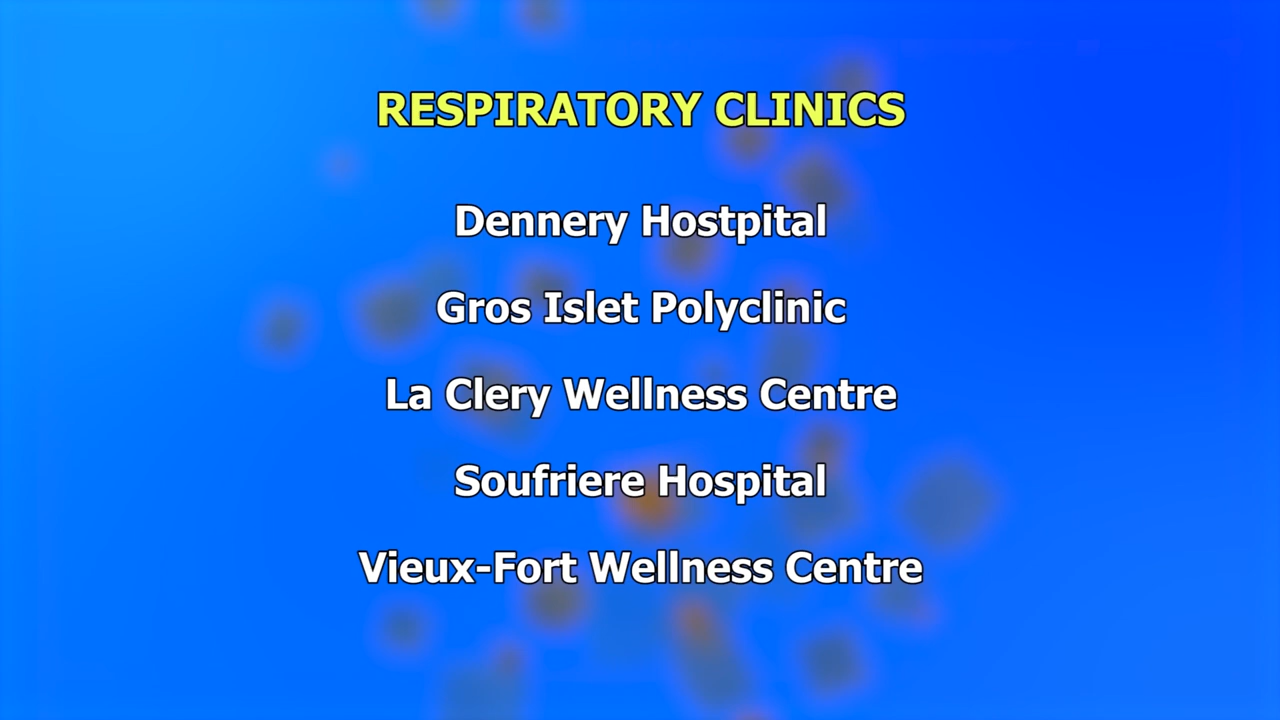 RESPIRATORY CLINICS
Dennery Hostpital
Gros Islet Polyclinic
La Clery Wellness Centre
Soufriere Hospital
Vieux-Fort Wellness Centre